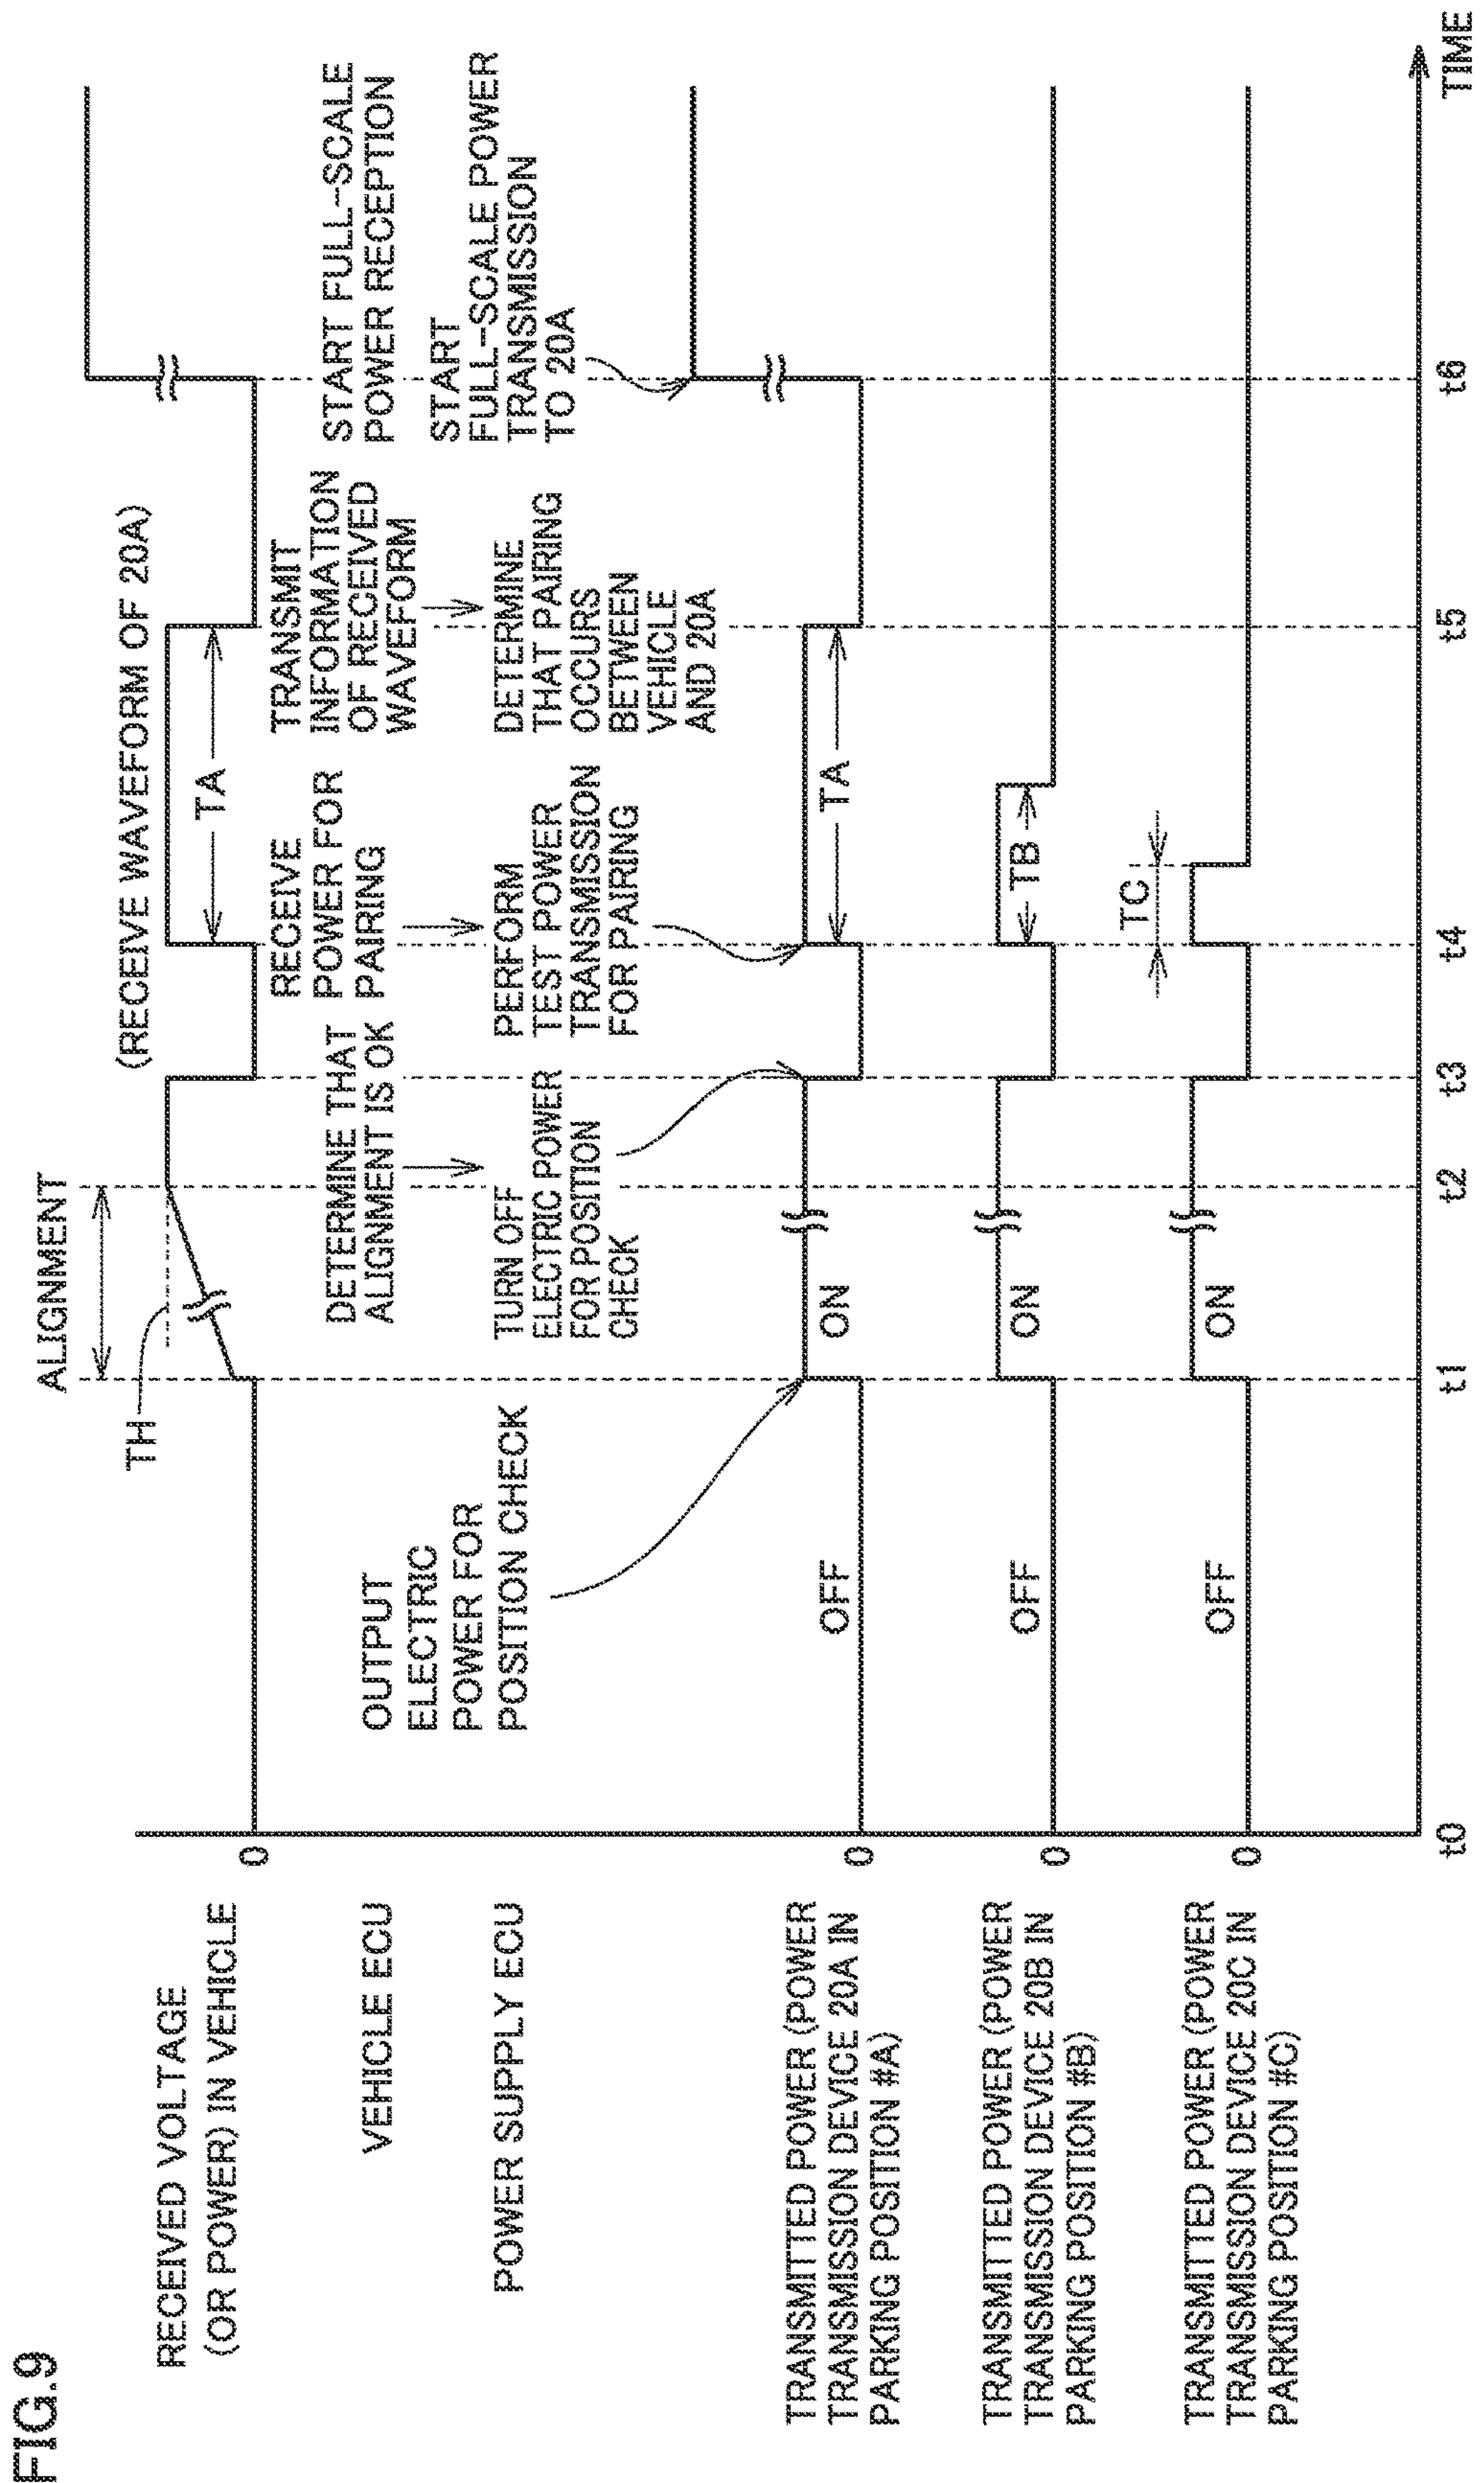 FIG.9
ALIGNMENT
TH
(RECEIVE WAVEFORM OF 20A)
TA
RECEIVED VOLTAGE
(OR POWER) IN VEHICLE
0
VEHICLE ECU
OUTPUT
ELECTRIC
POWER FOR
POSITION CHECK
DETERMINE THAT
ALIGNMENT IS OK
RECEIVE
POWER FOR
PAIRING
TRANSMIT
INFORMATION
OF RECEIVED
WAVEFORM
START FULL-SCALE
POWER RECEPTION
POWER SUPPLY ECU
TURN OFF
ELECTRIC POWER
FOR POSITION
CHECK
PERFORM
TEST POWER
TRANSMISSION
FOR PAIRING
DETERMINE
THAT PAIRING
OCCURS
BETWEEN
VEHICLE
AND 20A
START
FULL-SCALE POWER
TRANSMISSION
TO 20A
TRANSMITTED POWER (POWER
TRANSMISSION DEVICE 20A IN
PARKING POSITION #A)
0
OFF
ON
TA
TRANSMITTED POWER (POWER
TRANSMISSION DEVICE 20B IN
PARKING POSITION #B)
0
OFF
ON
TB
TRANSMITTED POWER (POWER
TRANSMISSION DEVICE 20C IN
PARKING POSITION #C)
0
OFF
ON
TC
t0
t1
t2
t3
t4
t5
t6
TIME